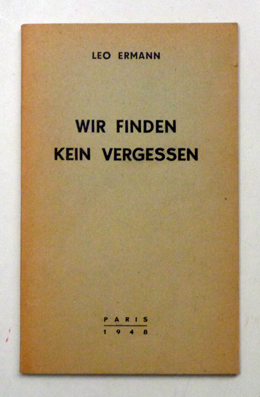 LEO ERMANN
WIR FINDEN
KEIN VERGESSEN
PARIS
1948